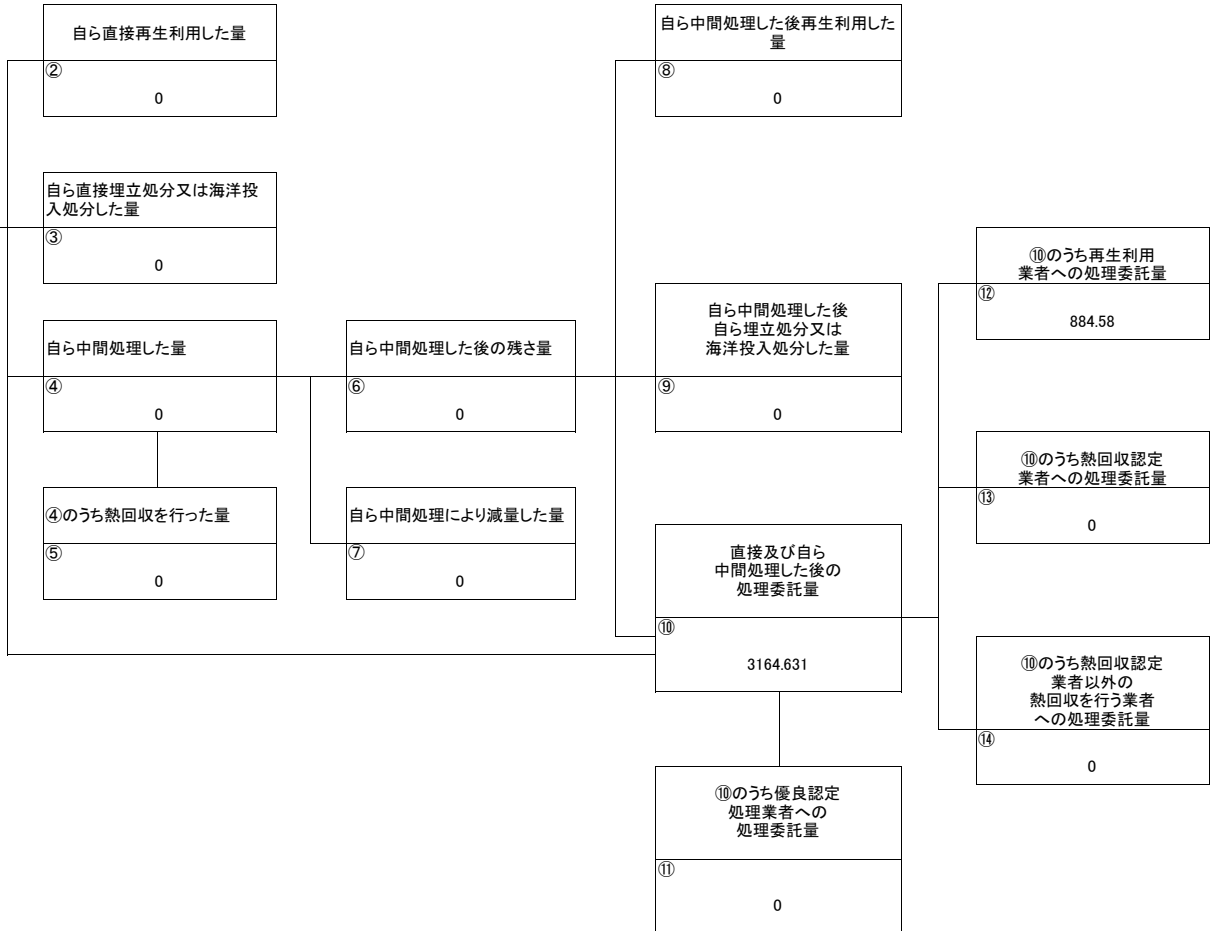 自ら直接再生利用した量
②
0
自ら直接埋立処分又は海洋投
入処分した量
③
0
自ら中間処理した量
④
0
④のうち熱回収を行った量
⑤
0
自ら中間処理した後の残さ量
⑥
0
自ら中間処理により減量した量
⑦
0
自ら中間処理した後再生利用した
量
⑧
0
自ら中間処理した後
自ら埋立処分又は
海洋投入処分した量
⑨
0
直接及び自ら
中間処理した後の
処理委託量
⑩
3164.631
⑩のうち優良認定
処理業者への
処理委託量
⑪
0
⑩のうち再生利用
業者への処理委託量
⑫
884.58
⑩のうち熱回収認定
業者への処理委託量
⑬
0
⑩のうち熱回収認定
業者以外の
熱回収を行う業者
への処理委託量
⑭
0